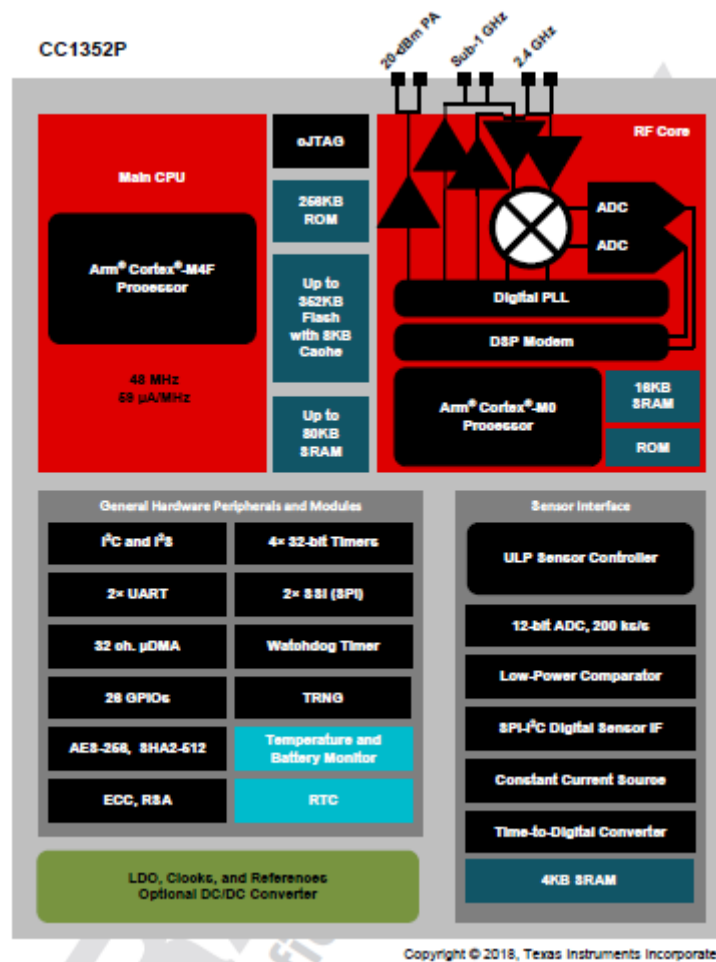 CC1352P
20-dBm PA
Sub-1 GHz
2.4 GHz
Main CPU
Arm® Cortex®-M4F
Processor
48 MHz
59 µA/MHz
cJTAG
256KB
ROM
Up to
352KB
Flash
with 8KB
Cache
Up to
80KB
SRAM
RF Core
ADC
ADC
Digital PLL
DSP Modem
Arm® Cortex®-M0
Processor
16KB
SRAM
ROM
General Hardware Peripherals and Modules
I²C and I²S
4× 32-bit Timers
2× UART
2× SSI (SPI)
32 ch. µDMA
Watchdog Timer
26 GPIOs
TRNG
AES-256, SHA2-512
Temperature and
Battery Monitor
ECC, RSA
RTC
LDO, Clocks, and References
Optional DC/DC Converter
Sensor Interface
ULP Sensor Controller
12-bit ADC, 200 ks/s
Low-Power Comparator
SPI-I²C Digital Sensor IF
Constant Current Source
Time-to-Digital Converter
4KB SRAM
Copyright © 2018, Texas Instruments Incorporate